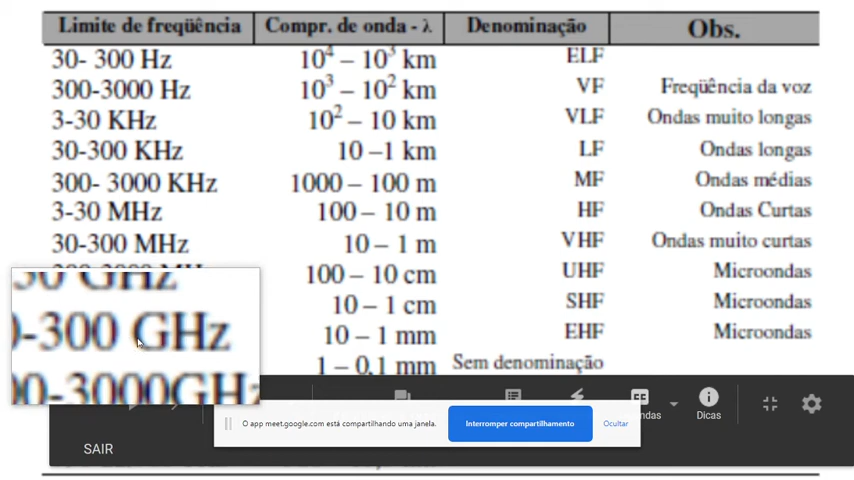 Limite de freqüência Compr. de onda - λ Denominação Obs.
30- 300 Hz 10⁴ – 10³ km ELF
300-3000 Hz 10³ – 10² km VF Freqüência da voz
3-30 KHz 10² – 10 km VLF Ondas muito longas
30-300 KHz 10 –1 km LF Ondas longas
300- 3000 KHz 1000 – 100 m MF Ondas médias
3-30 MHz 100 – 10 m HF Ondas Curtas
30-300 MHz 10 – 1 m VHF Ondas muito curtas
100 – 10 cm UHF Microondas
30 GHz 10 – 1 cm SHF Microondas
0-300 GHz 10 – 1 mm EHF Microondas
00-3000GHz 1 – 0,1 mm Sem denominação
Dicas
O app meet.google.com está compartilhando uma janela. Interromper compartilhamento Ocultar
SAIR